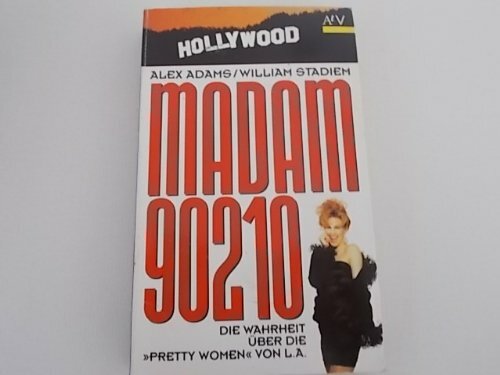 HOLLYWOOD
AtV
ALEX ADAMS/WILLIAM STADIEM
MADAM
90210
DIE WAHRHEIT
ÜBER DIE
»PRETTY WOMEN« VON L.A.